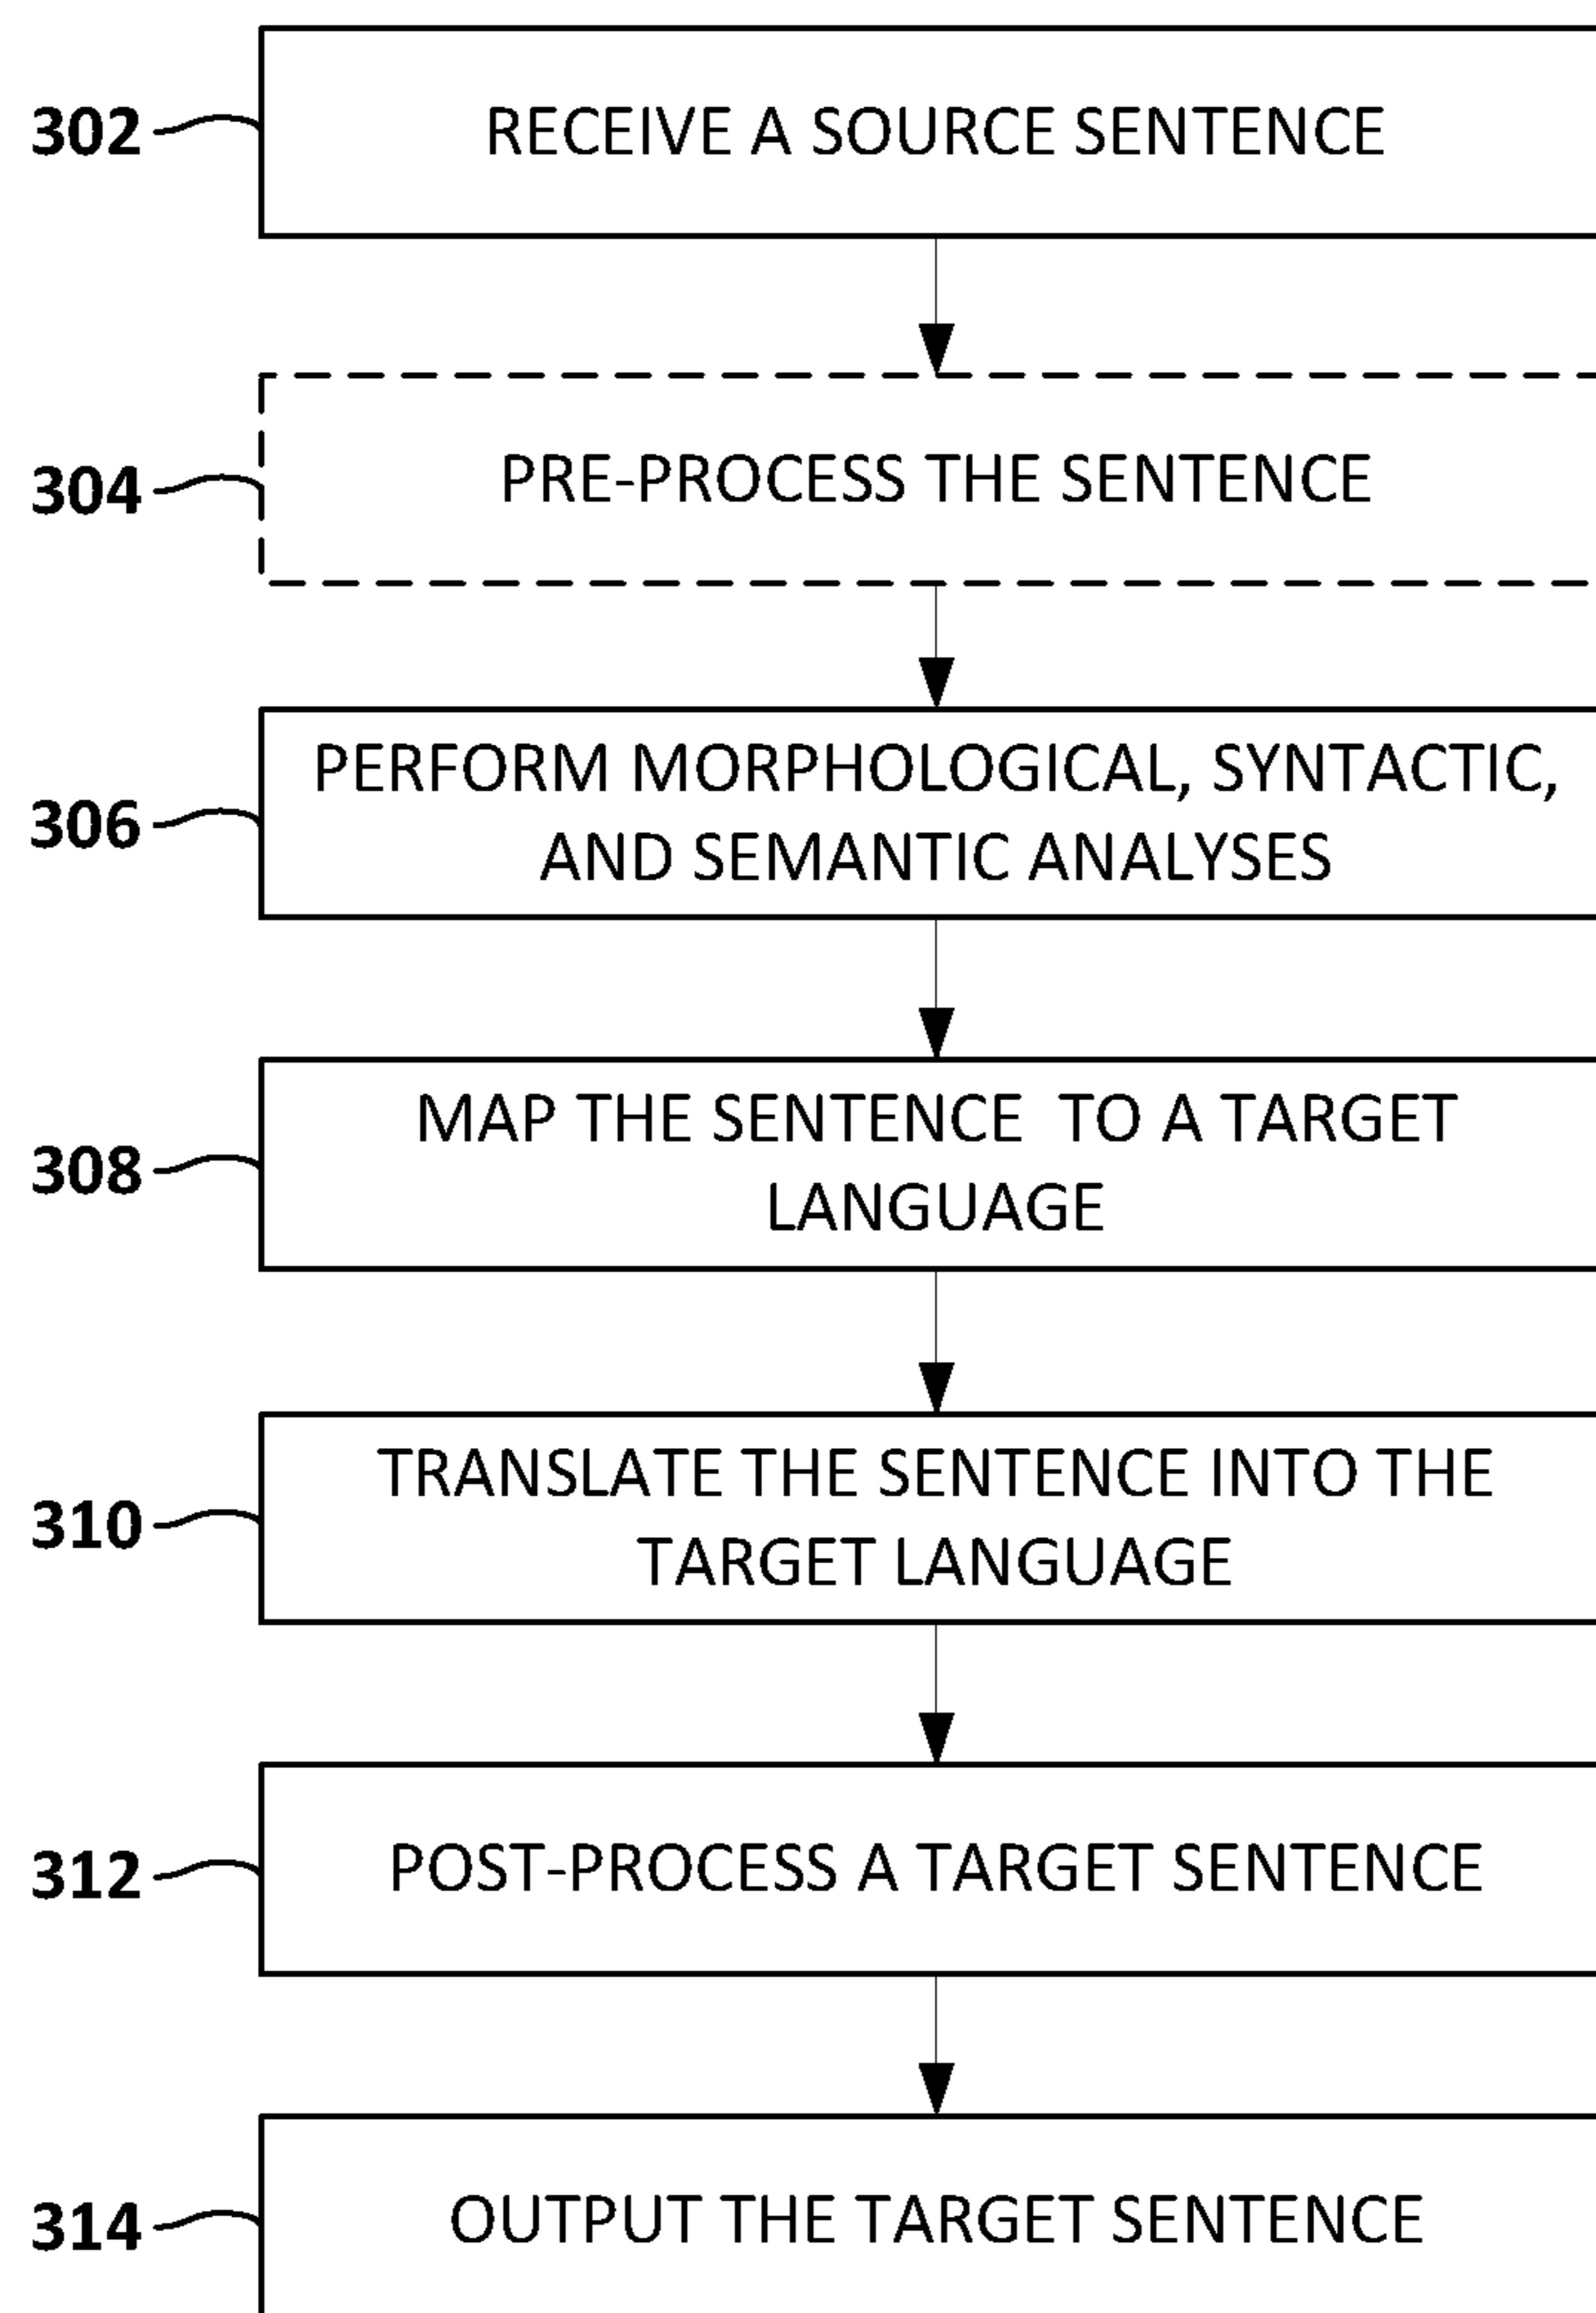 302 RECEIVE A SOURCE SENTENCE
304 PRE-PROCESS THE SENTENCE
PERFORM MORPHOLOGICAL, SYNTACTIC,
306 AND SEMANTIC ANALYSES
MAP THE SENTENCE TO A TARGET
308 LANGUAGE
TRANSLATE THE SENTENCE INTO THE
310 TARGET LANGUAGE
312 POST-PROCESS A TARGET SENTENCE
314 OUTPUT THE TARGET SENTENCE